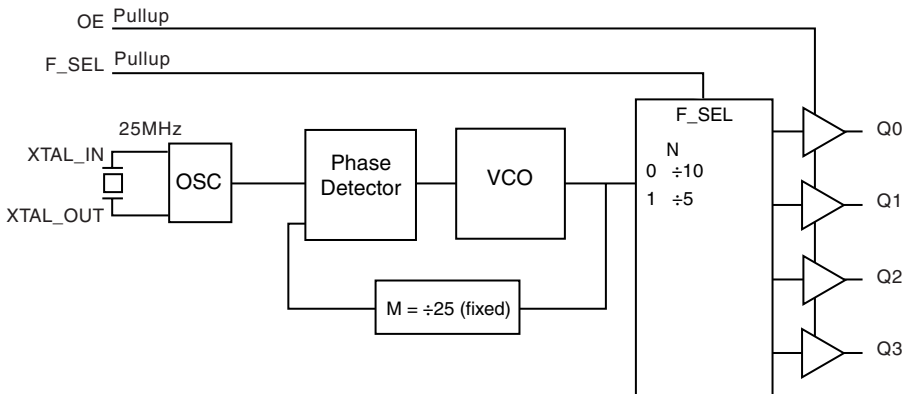 OE Pullup
F_SEL Pullup
25MHz
XTAL_IN
XTAL_OUT
OSC
Phase
Detector
VCO
M = ÷25 (fixed)
F_SEL
N
0 ÷10
1 ÷5
Q0
Q1
Q2
Q3